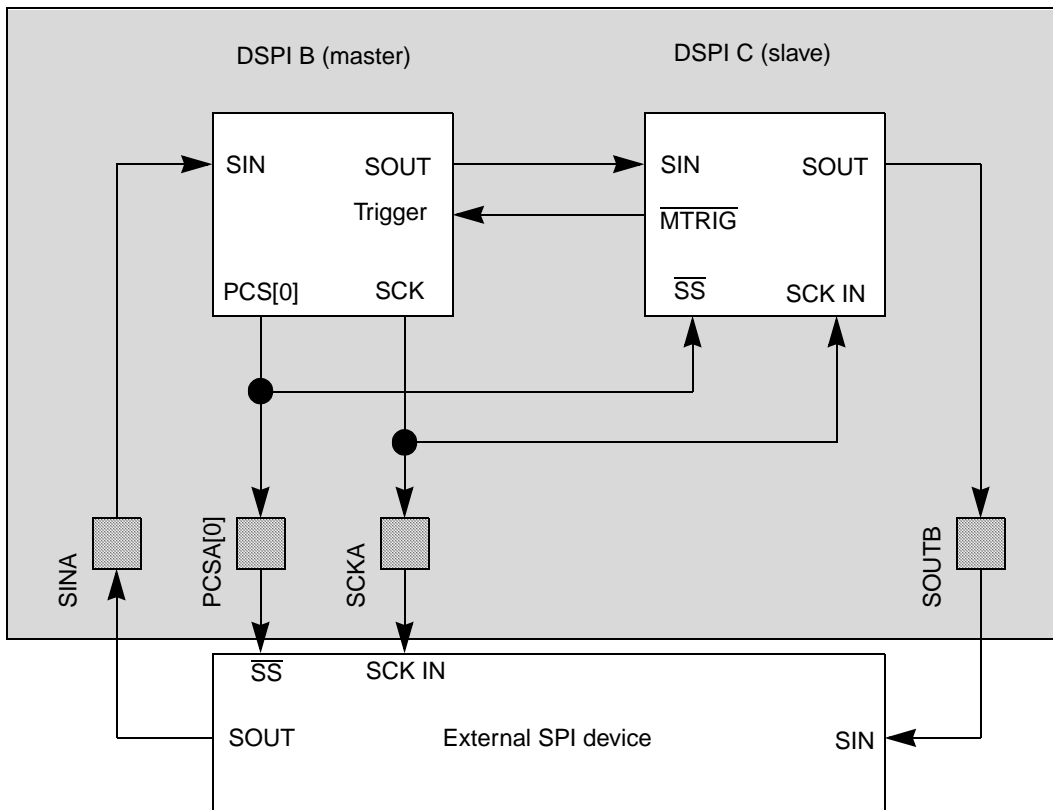 DSPI B (master)
DSPI C (slave)
SIN
SOUT
Trigger
PCS[0]
SCK
SIN
SOUT
MTRIG
SS
SCK IN
SINA
PCSA[0]
SCKA
SOUTB
SS
SCK IN
SOUT
External SPI device
SIN